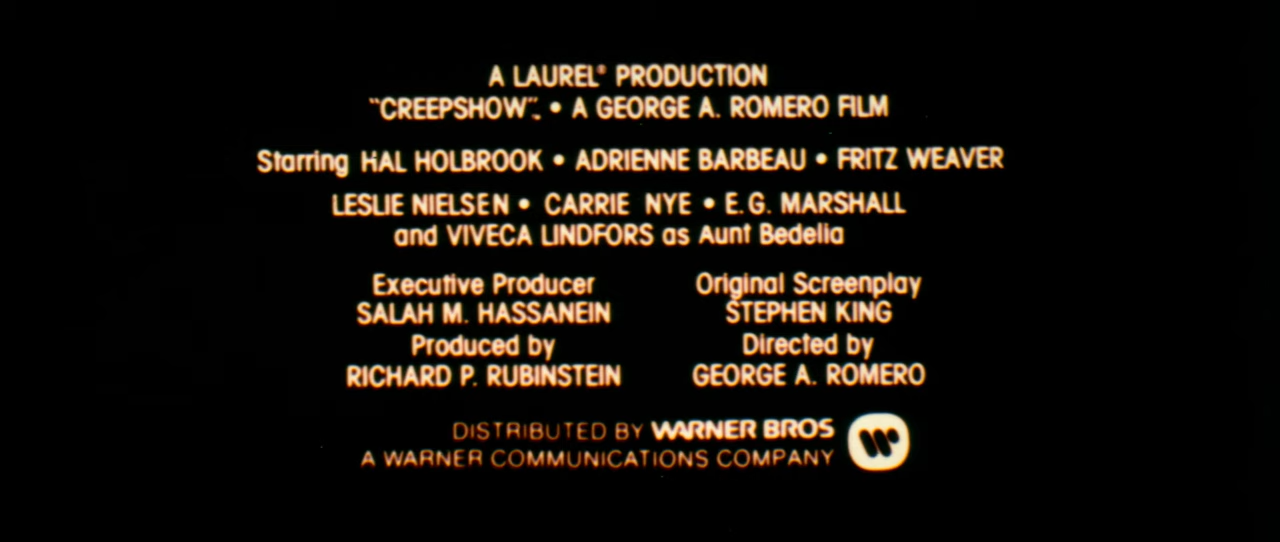 A LAUREL® PRODUCTION
"CREEPSHOW". • A GEORGE A. ROMERO FILM
Starring HAL HOLBROOK • ADRIENNE BARBEAU • FRITZ WEAVER
LESLIE NIELSEN • CARRIE NYE • E.G. MARSHALL
and VIVECA LINDFORS as Aunt Bedelia
Executive Producer
SALAH M. HASSANEIN
Produced by
RICHARD P. RUBINSTEIN
Original Screenplay
STEPHEN KING
Directed by
GEORGE A. ROMERO
DISTRIBUTED BY WARNER BROS
A WARNER COMMUNICATIONS COMPANY